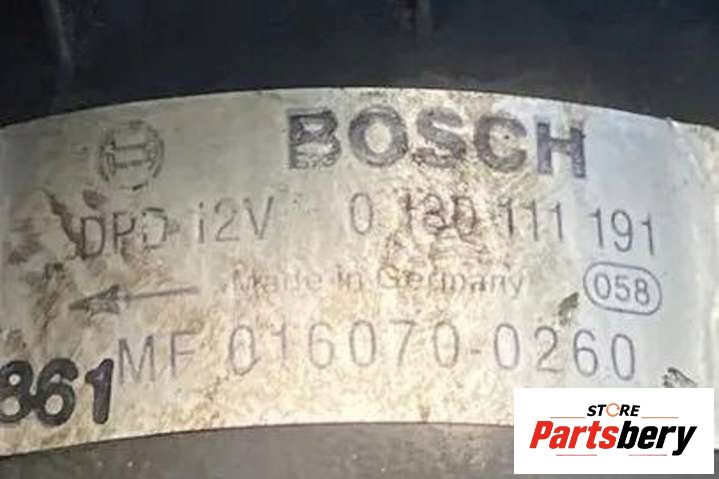 BOSCH
DPD 12V 0 130 111 191
Made in Germany 058
MF 016070-0260
861
STORE
Partsbery